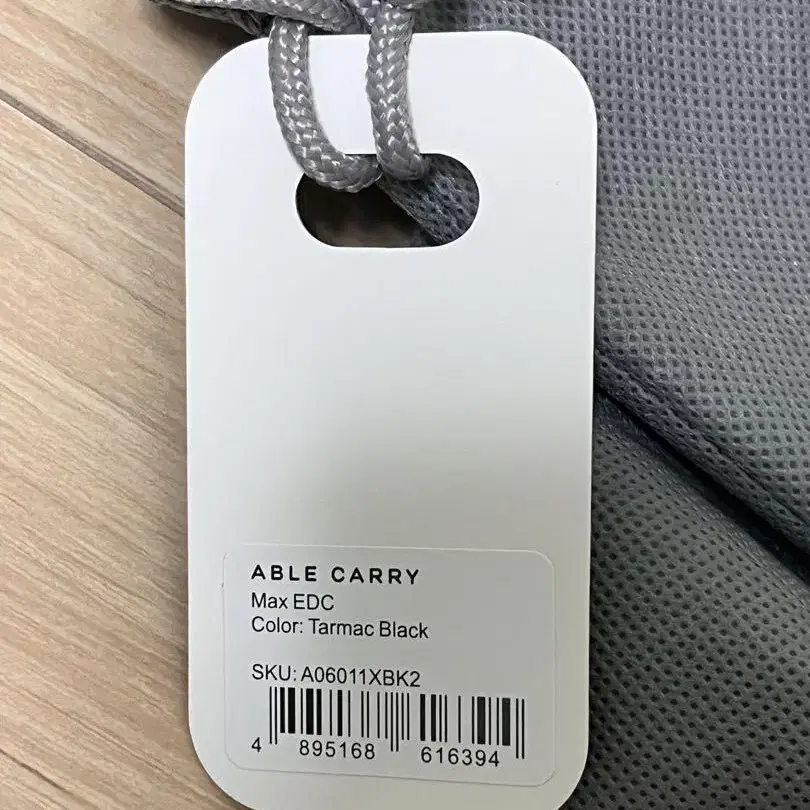 ABLE CARRY
Max EDC
Color: Tarmac Black
SKU: A06011XBK2
4 895168 616394